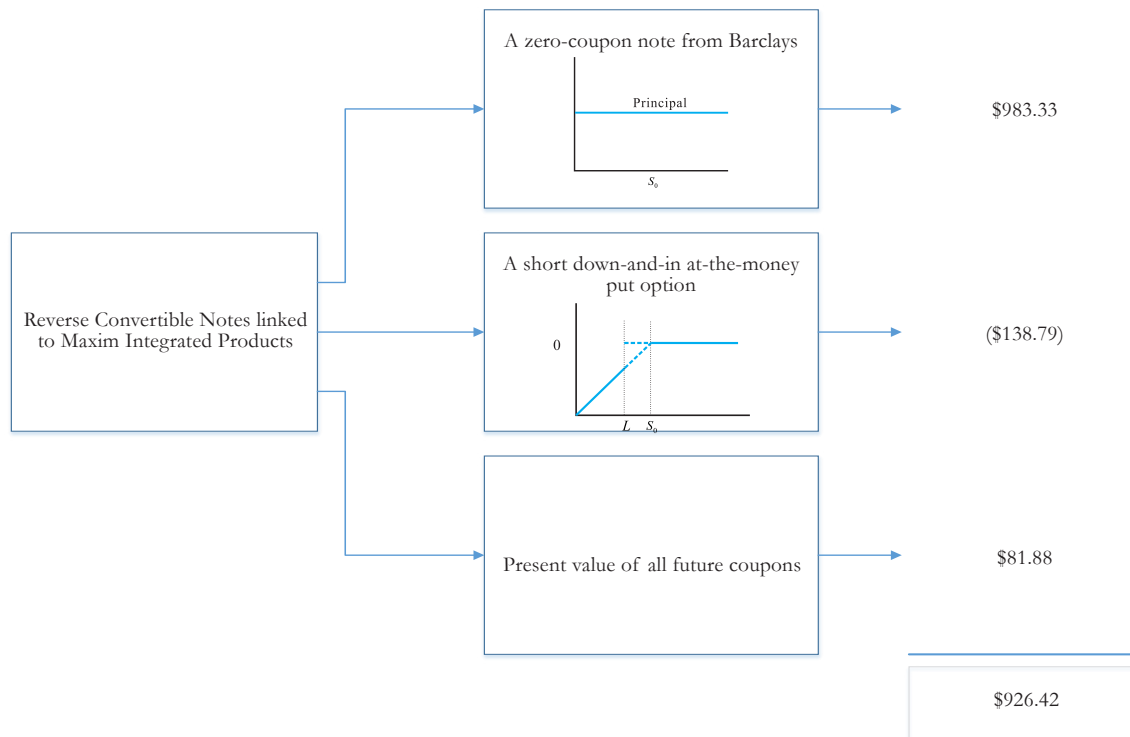 A zero-coupon note from Barclays
Principal
S0
$983.33
Reverse Convertible Notes linked
to Maxim Integrated Products
A short down-and-in at-the-money
put option
0
L S0
($138.79)
Present value of all future coupons
$81.88
$926.42